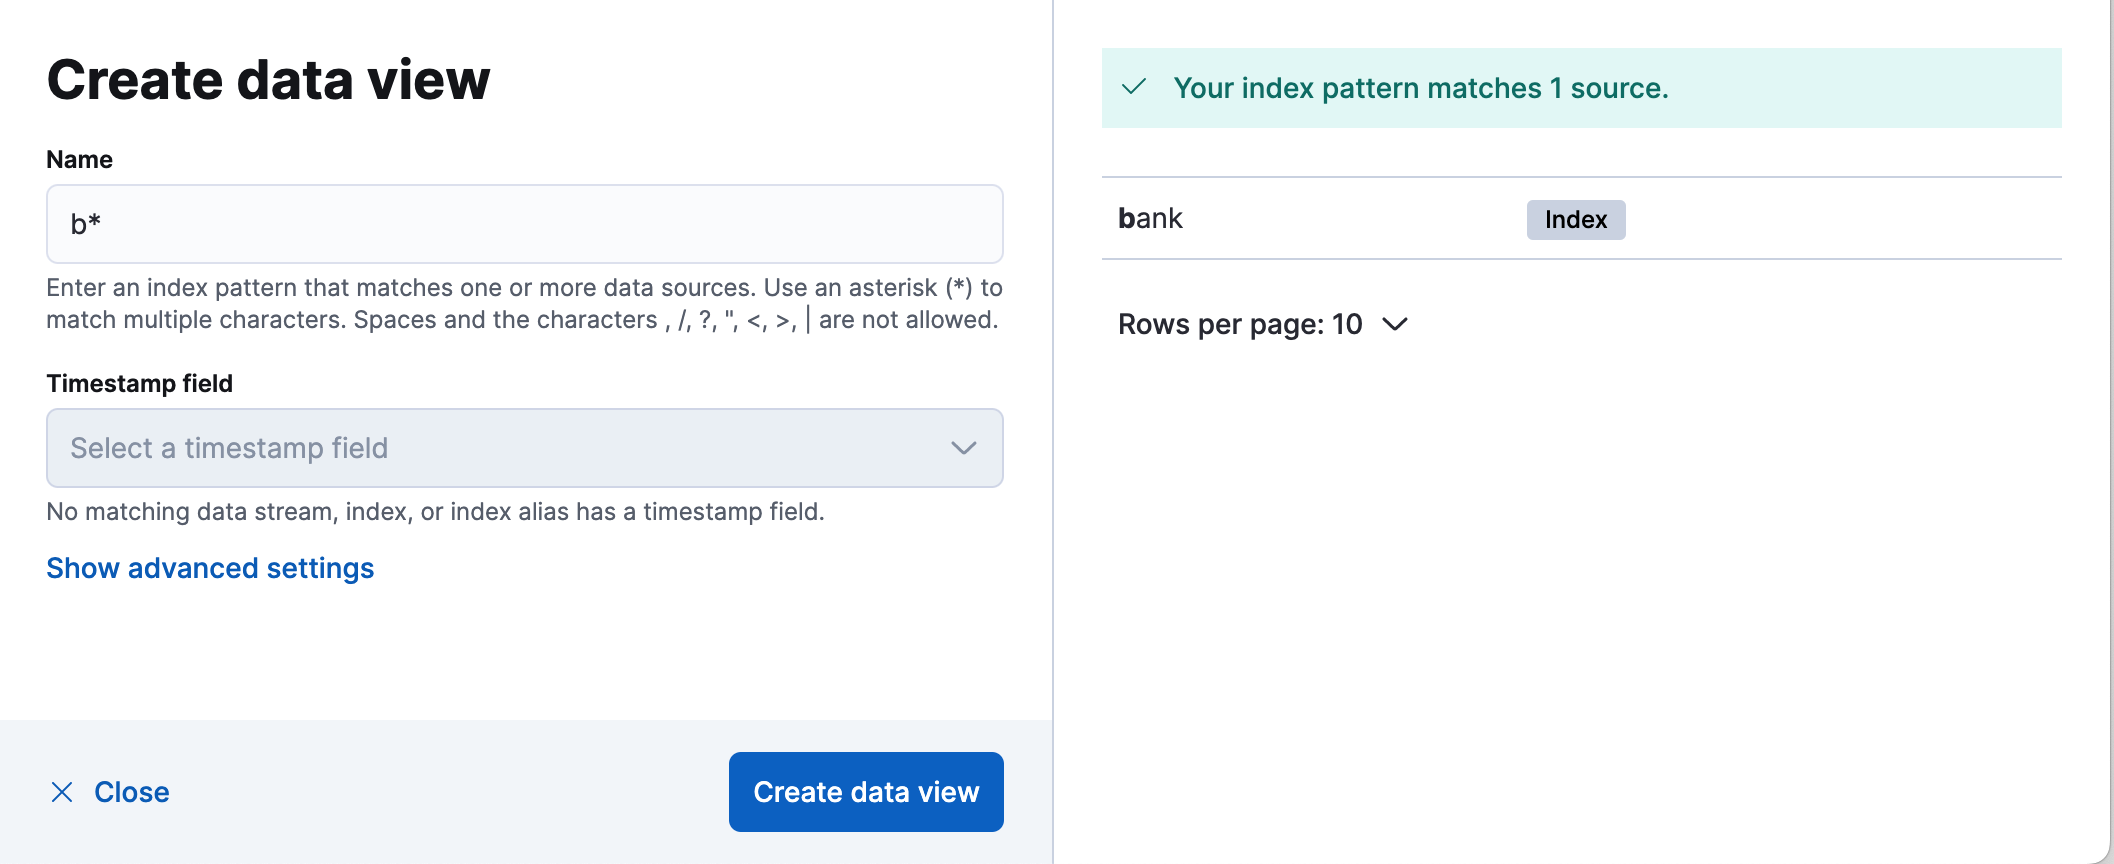 Create data view
Name
b*
Enter an index pattern that matches one or more data sources. Use an asterisk (*) to
match multiple characters. Spaces and the characters , /, ?, ", <, >, | are not allowed.
Timestamp field
Select a timestamp field
No matching data stream, index, or index alias has a timestamp field.
Show advanced settings
Close
Create data view
Your index pattern matches 1 source.
bank Index
Rows per page: 10